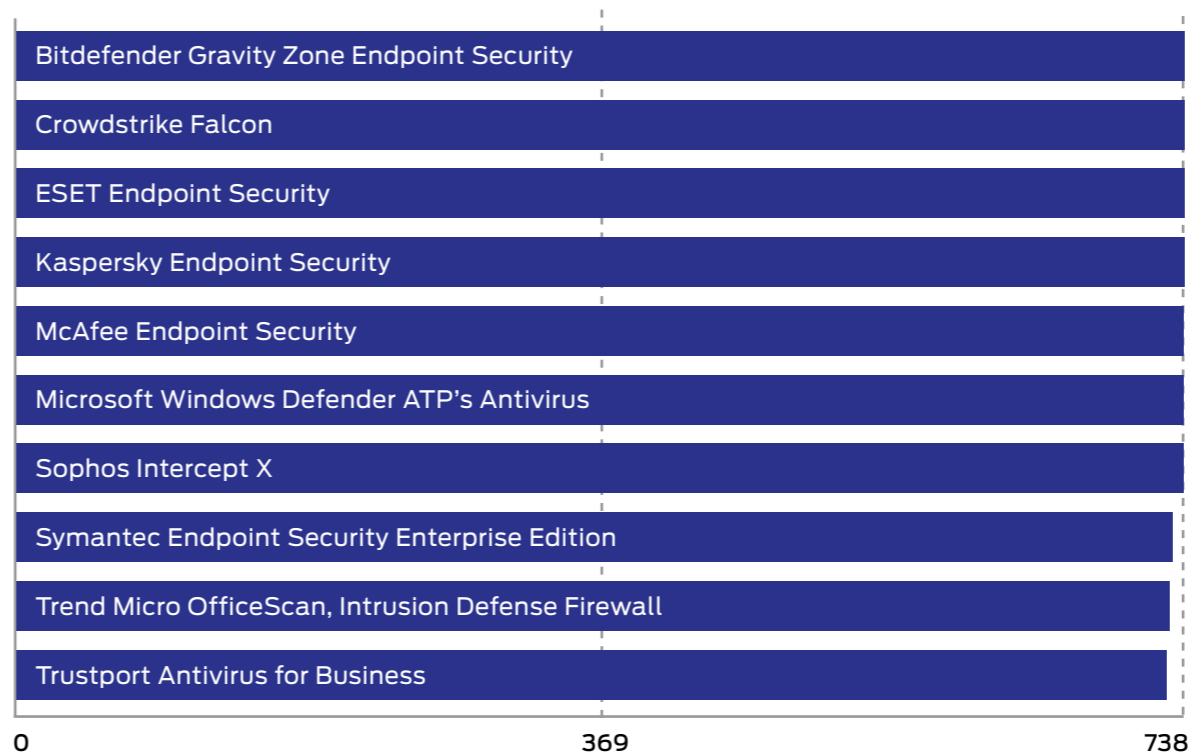 Bitdefender Gravity Zone Endpoint Security
Crowdstrike Falcon
ESET Endpoint Security
Kaspersky Endpoint Security
McAfee Endpoint Security
Microsoft Windows Defender ATP’s Antivirus
Sophos Intercept X
Symantec Endpoint Security Enterprise Edition
Trend Micro OfficeScan, Intrusion Defense Firewall
Trustport Antivirus for Business
0 369 738